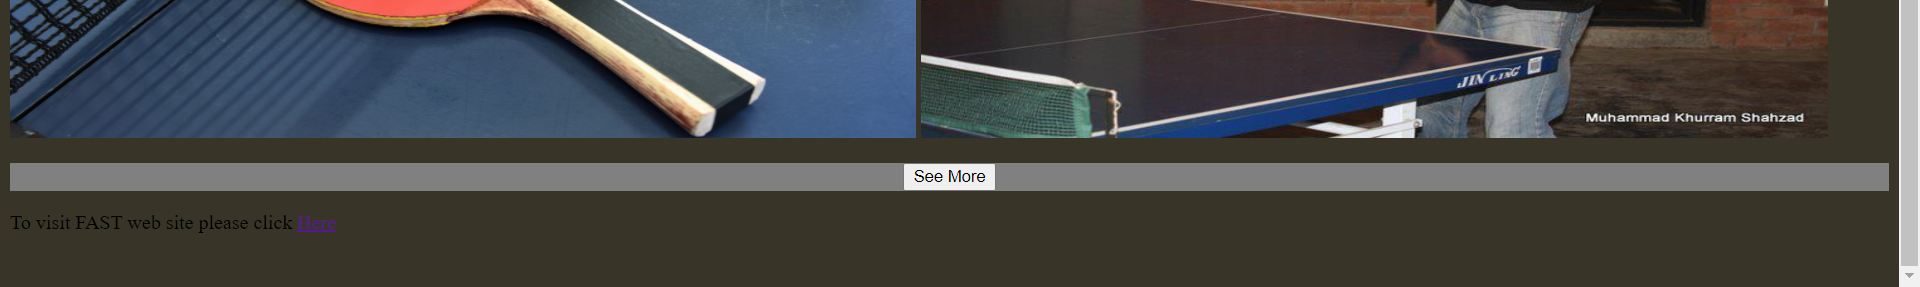 JIN LING
Muhammad Khurram Shahzad
See More
To visit FAST web site please click Here